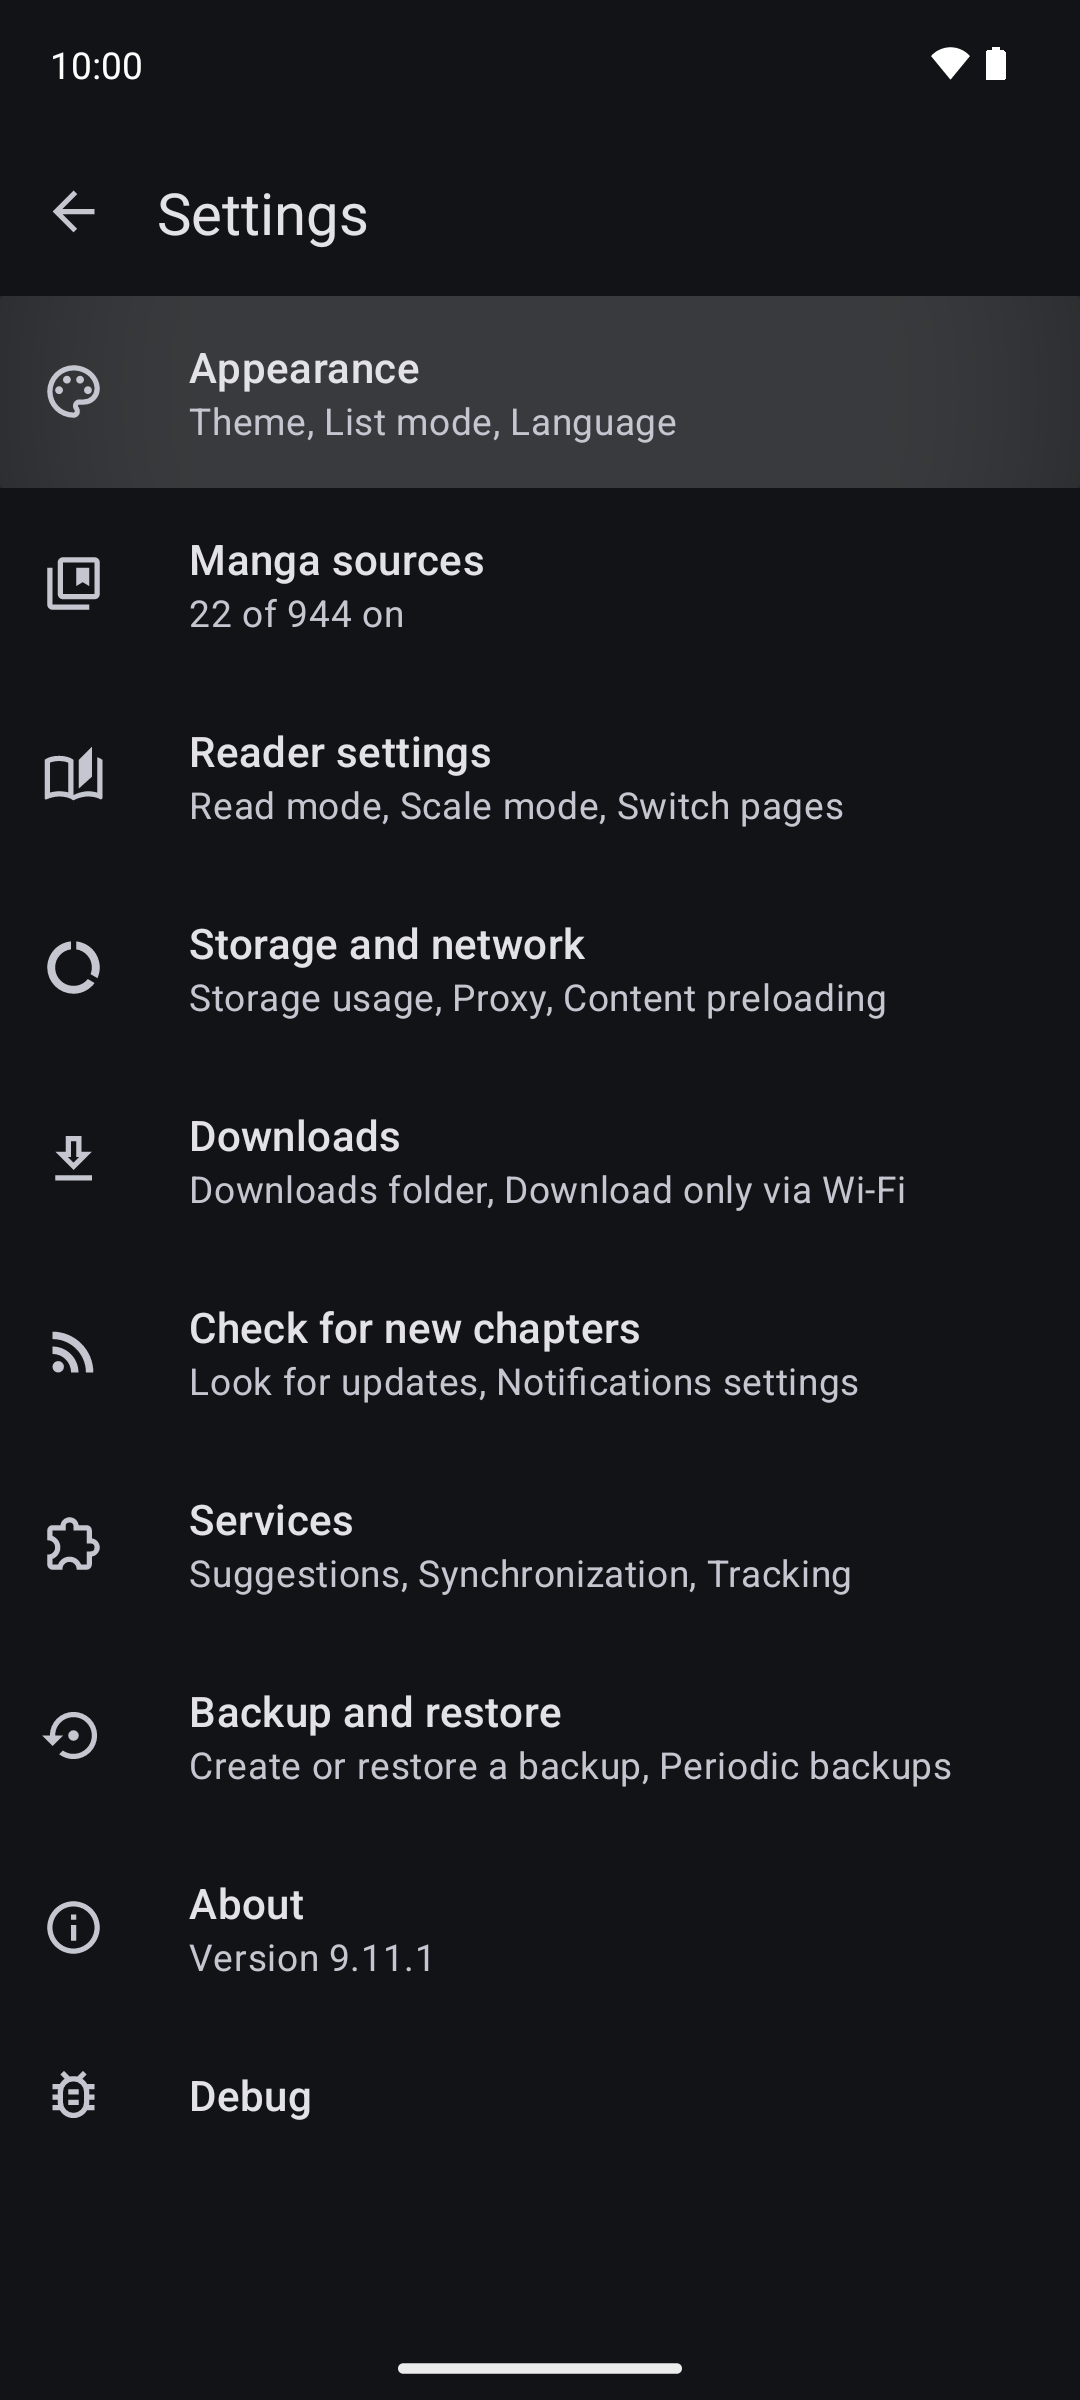 10:00
Settings
Appearance
Theme, List mode, Language
Manga sources
22 of 944 on
Reader settings
Read mode, Scale mode, Switch pages
Storage and network
Storage usage, Proxy, Content preloading
Downloads
Downloads folder, Download only via Wi-Fi
Check for new chapters
Look for updates, Notifications settings
Services
Suggestions, Synchronization, Tracking
Backup and restore
Create or restore a backup, Periodic backups
About
Version 9.11.1
Debug